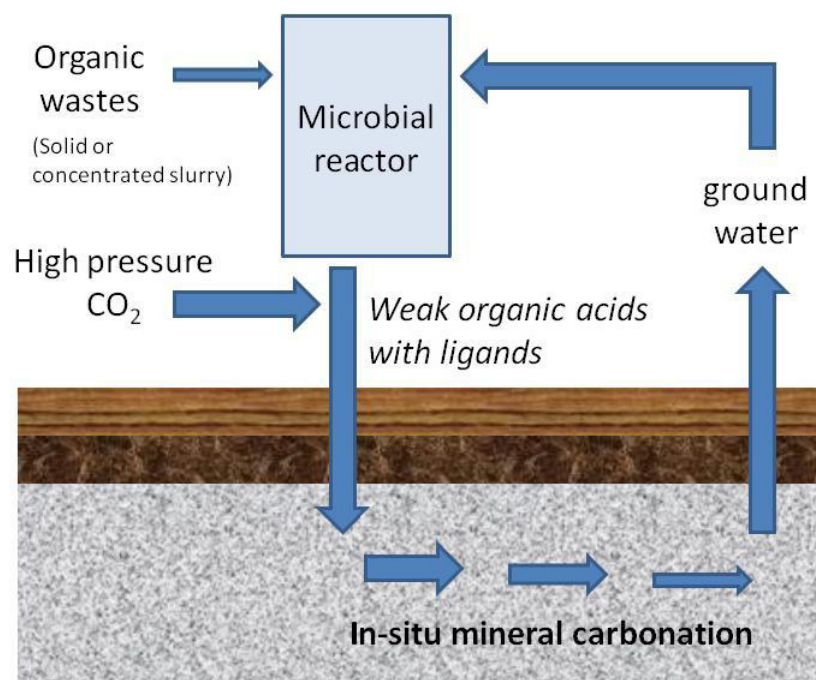 Organic
wastes
(Solid or
concentrated slurry)
Microbial
reactor
ground
water
High pressure
CO₂
Weak organic acids
with ligands
In-situ mineral carbonation